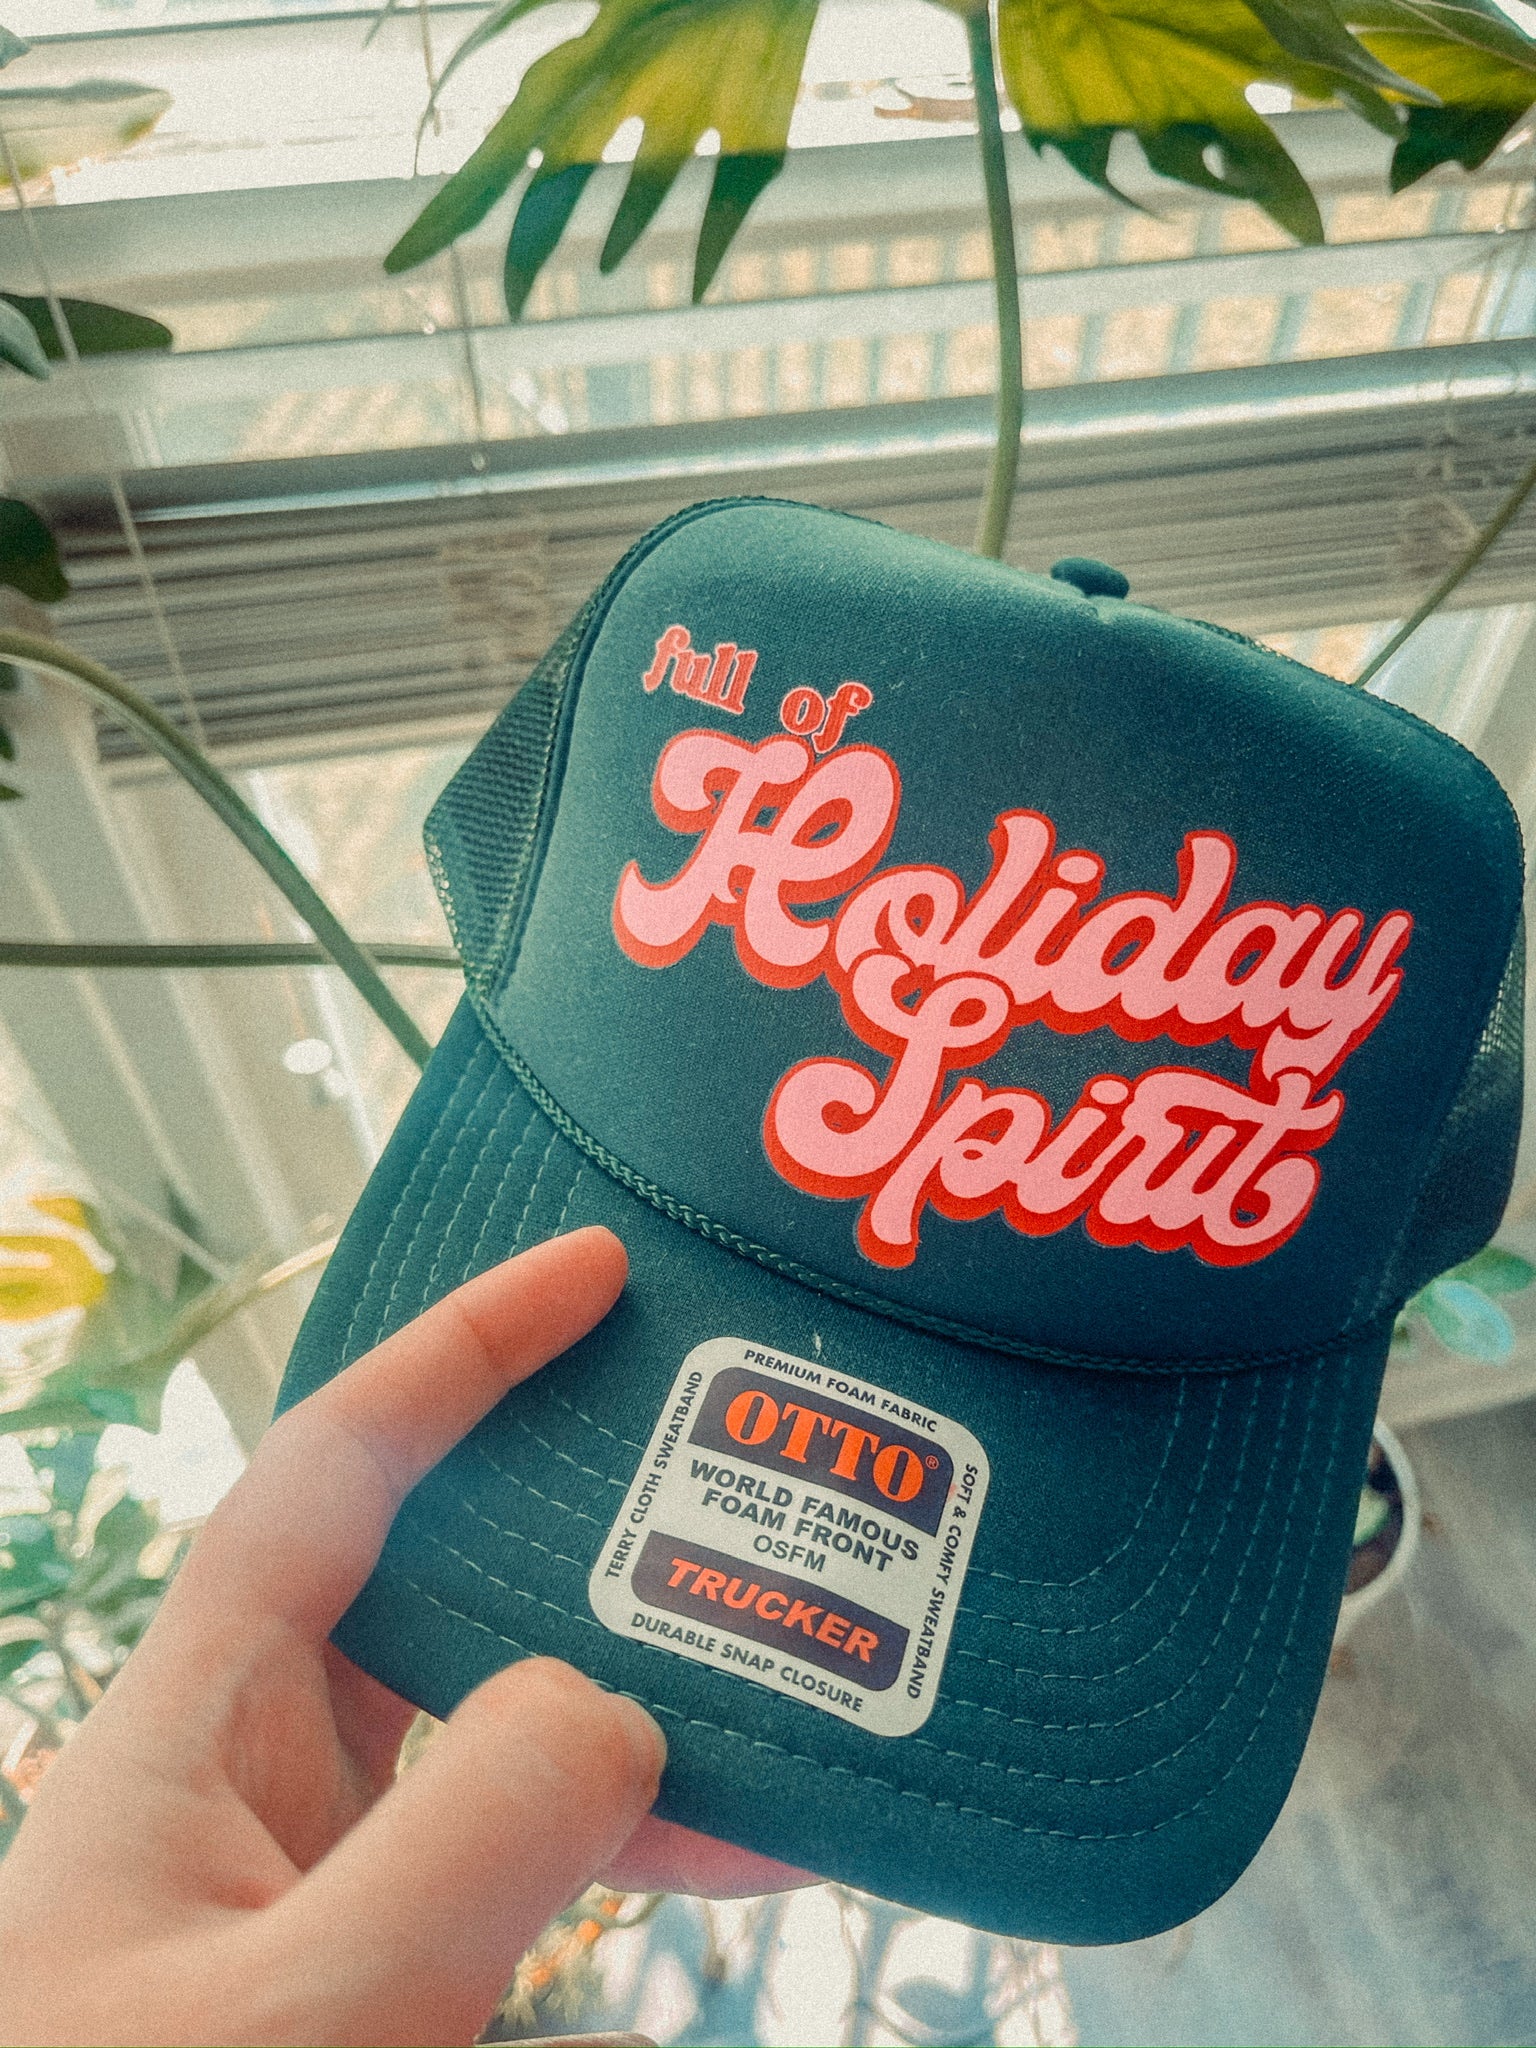 full of
Holiday
Spirit
PREMIUM FOAM FABRIC
OTTO®
WORLD FAMOUS
FOAM FRONT
OSFM
TRUCKER
DURABLE SNAP CLOSURE
TERRY CLOTH SWEATBAND
SOFT & COMFY SWEATBAND